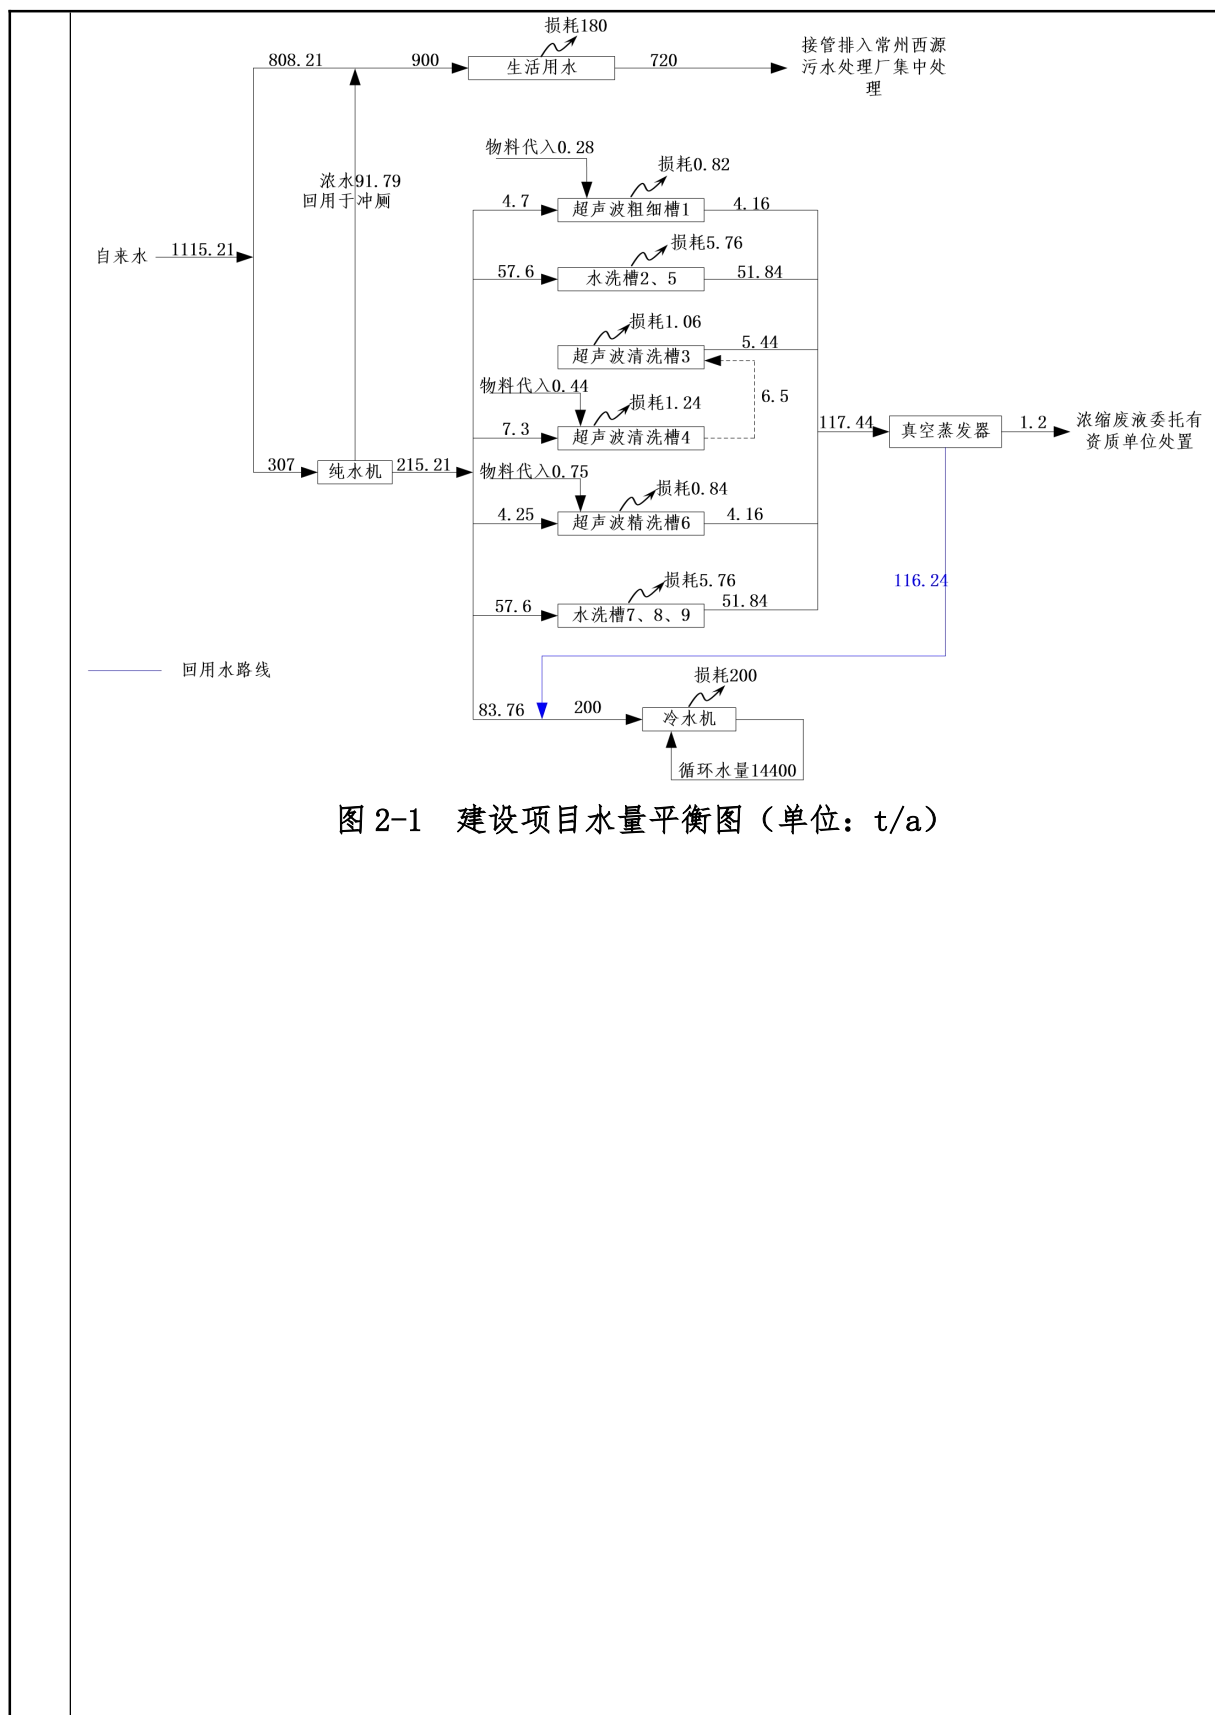 损耗180
808.21
900
生活用水
720
接管排入常州西源
污水处理厂集中处
理
物料代入0.28
损耗0.82
浓水91.79
回用于冲厕
4.7
超声波粗细槽1
4.16
自来水
1115.21
损耗5.76
57.6
水洗槽2、5
51.84
损耗1.06
超声波清洗槽3
5.44
物料代入0.44
损耗1.24
6.5
7.3
超声波清洗槽4
117.44
真空蒸发器
1.2
浓缩废液委托有
资质单位处置
307
纯水机
215.21
物料代入0.75
损耗0.84
4.25
超声波精洗槽6
4.16
116.24
损耗5.76
57.6
水洗槽7、8、9
51.84
回用水路线
损耗200
83.76
200
冷水机
循环水量14400
图 2-1 建设项目水量平衡图（单位：t/a）